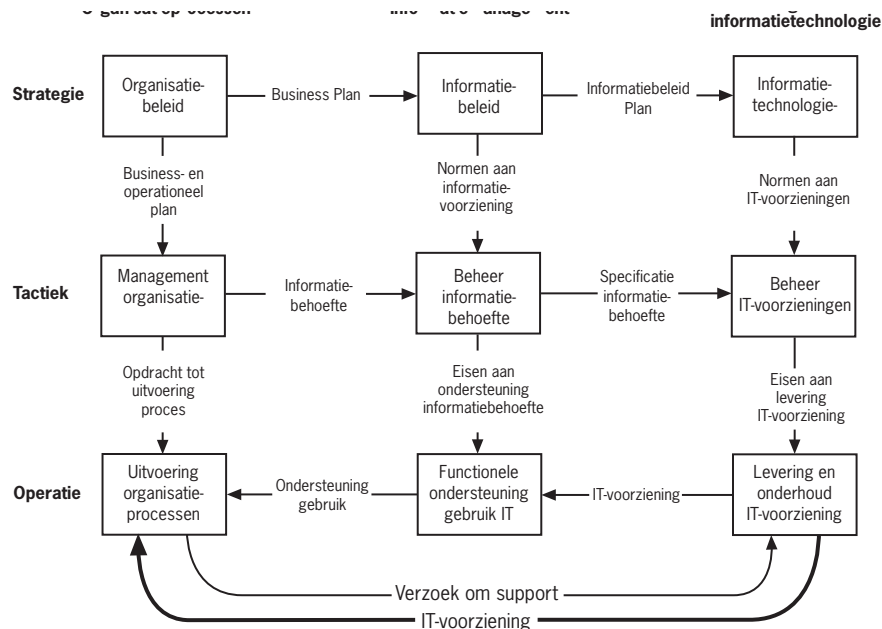 informatietechnologie
Strategie
Organisatie-
beleid
Business Plan
Informatie-
beleid
Informatiebeleid
Plan
Informatie-
technologie-
Business- en
operationeel
plan
Normen aan
informatie-
voorziening
Normen aan
IT-voorzieningen
Tactiek
Management
organisatie-
Informatie-
behoefte
Beheer
informatie-
behoefte
Specificatie
informatie-
behoefte
Beheer
IT-voorzieningen
Opdracht tot
uitvoering
proces
Eisen aan
ondersteuning
informatiebehoefte
Eisen aan
levering
IT-voorziening
Operatie
Uitvoering
organisatie-
processen
Ondersteuning
gebruik
Functionele
ondersteuning
gebruik IT
IT-voorziening
Levering en
onderhoud
IT-voorziening
Verzoek om support
IT-voorziening